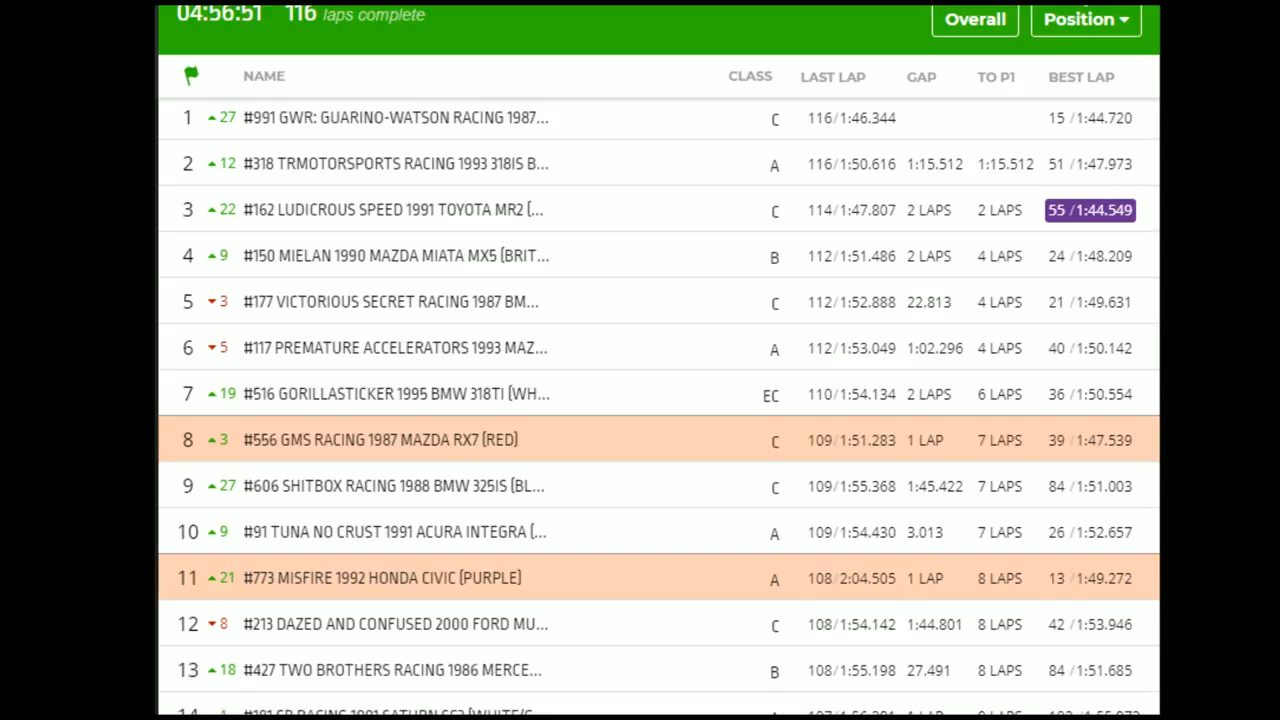 04:56:51 116 laps complete Overall Position
NAME CLASS LAST LAP GAP TO P1 BEST LAP
1 27 #991 GWR: GUARINO-WATSON RACING 1987... C 116/1:46.344 15 /1:44.720
2 12 #318 TRMOTORSPORTS RACING 1993 318IS B... A 116/1:50.616 1:15.512 1:15.512 51 /1:47.973
3 22 #162 LUDICROUS SPEED 1991 TOYOTA MR2 (... C 114/1:47.807 2 LAPS 2 LAPS 55 /1:44.549
4 9 #150 MIELAN 1990 MAZDA MIATA MX5 (BRIT... B 112/1:51.486 2 LAPS 4 LAPS 24 /1:48.209
5 3 #177 VICTORIOUS SECRET RACING 1987 BM... C 112/1:52.888 22.813 4 LAPS 21 /1:49.631
6 5 #117 PREMATURE ACCELERATORS 1993 MAZ... A 112/1:53.049 1:02.296 4 LAPS 40 /1:50.142
7 19 #516 GORILLASTICKER 1995 BMW 318TI (WH... EC 110/1:54.134 2 LAPS 6 LAPS 36 /1:50.554
8 3 #556 GMS RACING 1987 MAZDA RX7 (RED) C 109/1:51.283 1 LAP 7 LAPS 39 /1:47.539
9 27 #606 SHITBOX RACING 1988 BMW 325IS (BL... C 109/1:55.368 1:45.422 7 LAPS 84 /1:51.003
10 9 #91 TUNA NO CRUST 1991 ACURA INTEGRA (... A 109/1:54.430 3.013 7 LAPS 26 /1:52.657
11 21 #773 MISFIRE 1992 HONDA CIVIC (PURPLE) A 108/2:04.505 1 LAP 8 LAPS 13 /1:49.272
12 8 #213 DAZED AND CONFUSED 2000 FORD MU... C 108/1:54.142 1:44.801 8 LAPS 42 /1:53.946
13 18 #427 TWO BROTHERS RACING 1986 MERCE... B 108/1:55.198 27.491 8 LAPS 84 /1:51.685